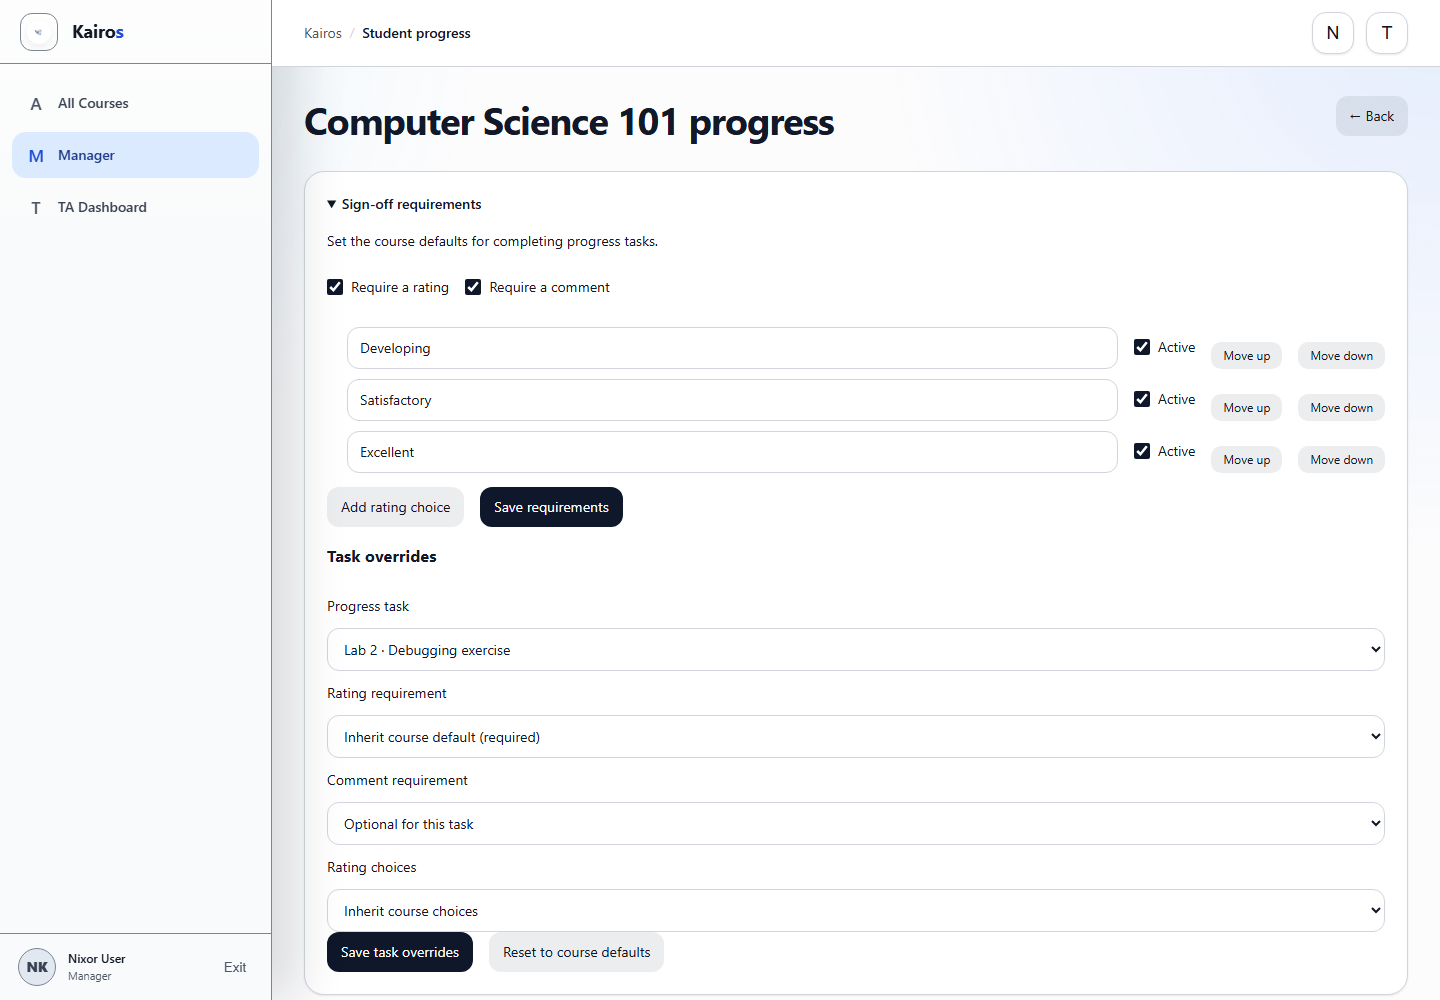 Kairos
Kairos / Student progress
N
T
A All Courses
M Manager
T TA Dashboard
Computer Science 101 progress
← Back
▼ Sign-off requirements
Set the course defaults for completing progress tasks.
Require a rating
Require a comment
Developing
Active
Move up
Move down
Satisfactory
Active
Move up
Move down
Excellent
Active
Move up
Move down
Add rating choice
Save requirements
Task overrides
Progress task
Lab 2 · Debugging exercise
Rating requirement
Inherit course default (required)
Comment requirement
Optional for this task
Rating choices
Inherit course choices
Save task overrides
Reset to course defaults
NK
Nixor User
Manager
Exit